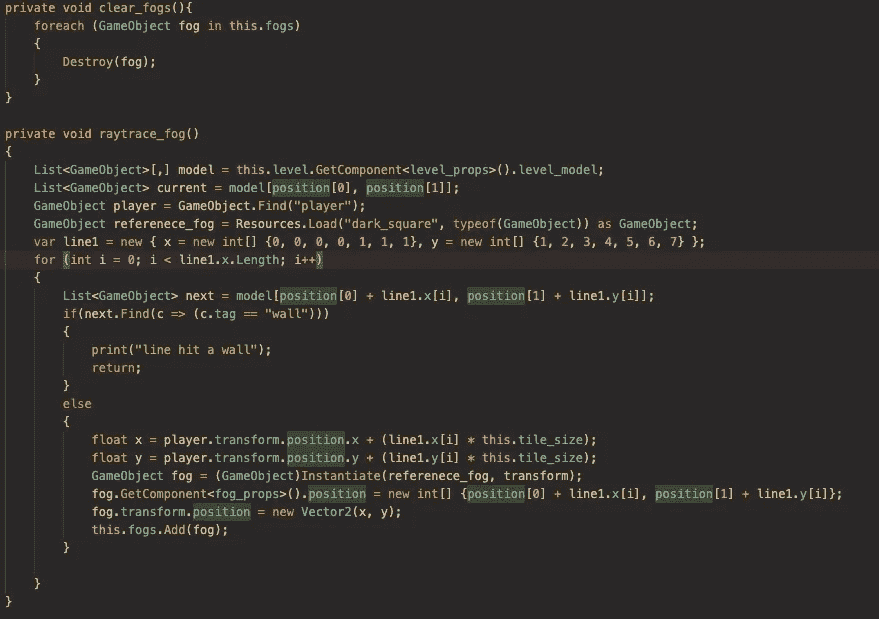 private void clear_fogs(){
foreach (GameObject fog in this.fogs)
{
Destroy(fog);
}
}
private void raytrace_fog()
{
List<GameObject>[,] model = this.level.GetComponent<level_props>().level_model;
List<GameObject> current = model[position[0], position[1]];
GameObject player = GameObject.Find("player");
GameObject referenece_fog = Resources.Load("dark_square", typeof(GameObject)) as GameObject;
var line1 = new { x = new int[] {0, 0, 0, 0, 1, 1, 1}, y = new int[] {1, 2, 3, 4, 5, 6, 7} };
for (int i = 0; i < line1.x.Length; i++)
{
List<GameObject> next = model[position[0] + line1.x[i], position[1] + line1.y[i]];
if(next.Find(c => (c.tag == "wall")))
{
print("line hit a wall");
return;
}
else
{
float x = player.transform.position.x + (line1.x[i] * this.tile_size);
float y = player.transform.position.y + (line1.y[i] * this.tile_size);
GameObject fog = (GameObject)Instantiate(referenece_fog, transform);
fog.GetComponent<fog_props>().position = new int[] {position[0] + line1.x[i], position[1] + line1.y[i]};
fog.transform.position = new Vector2(x, y);
this.fogs.Add(fog);
}
}
}